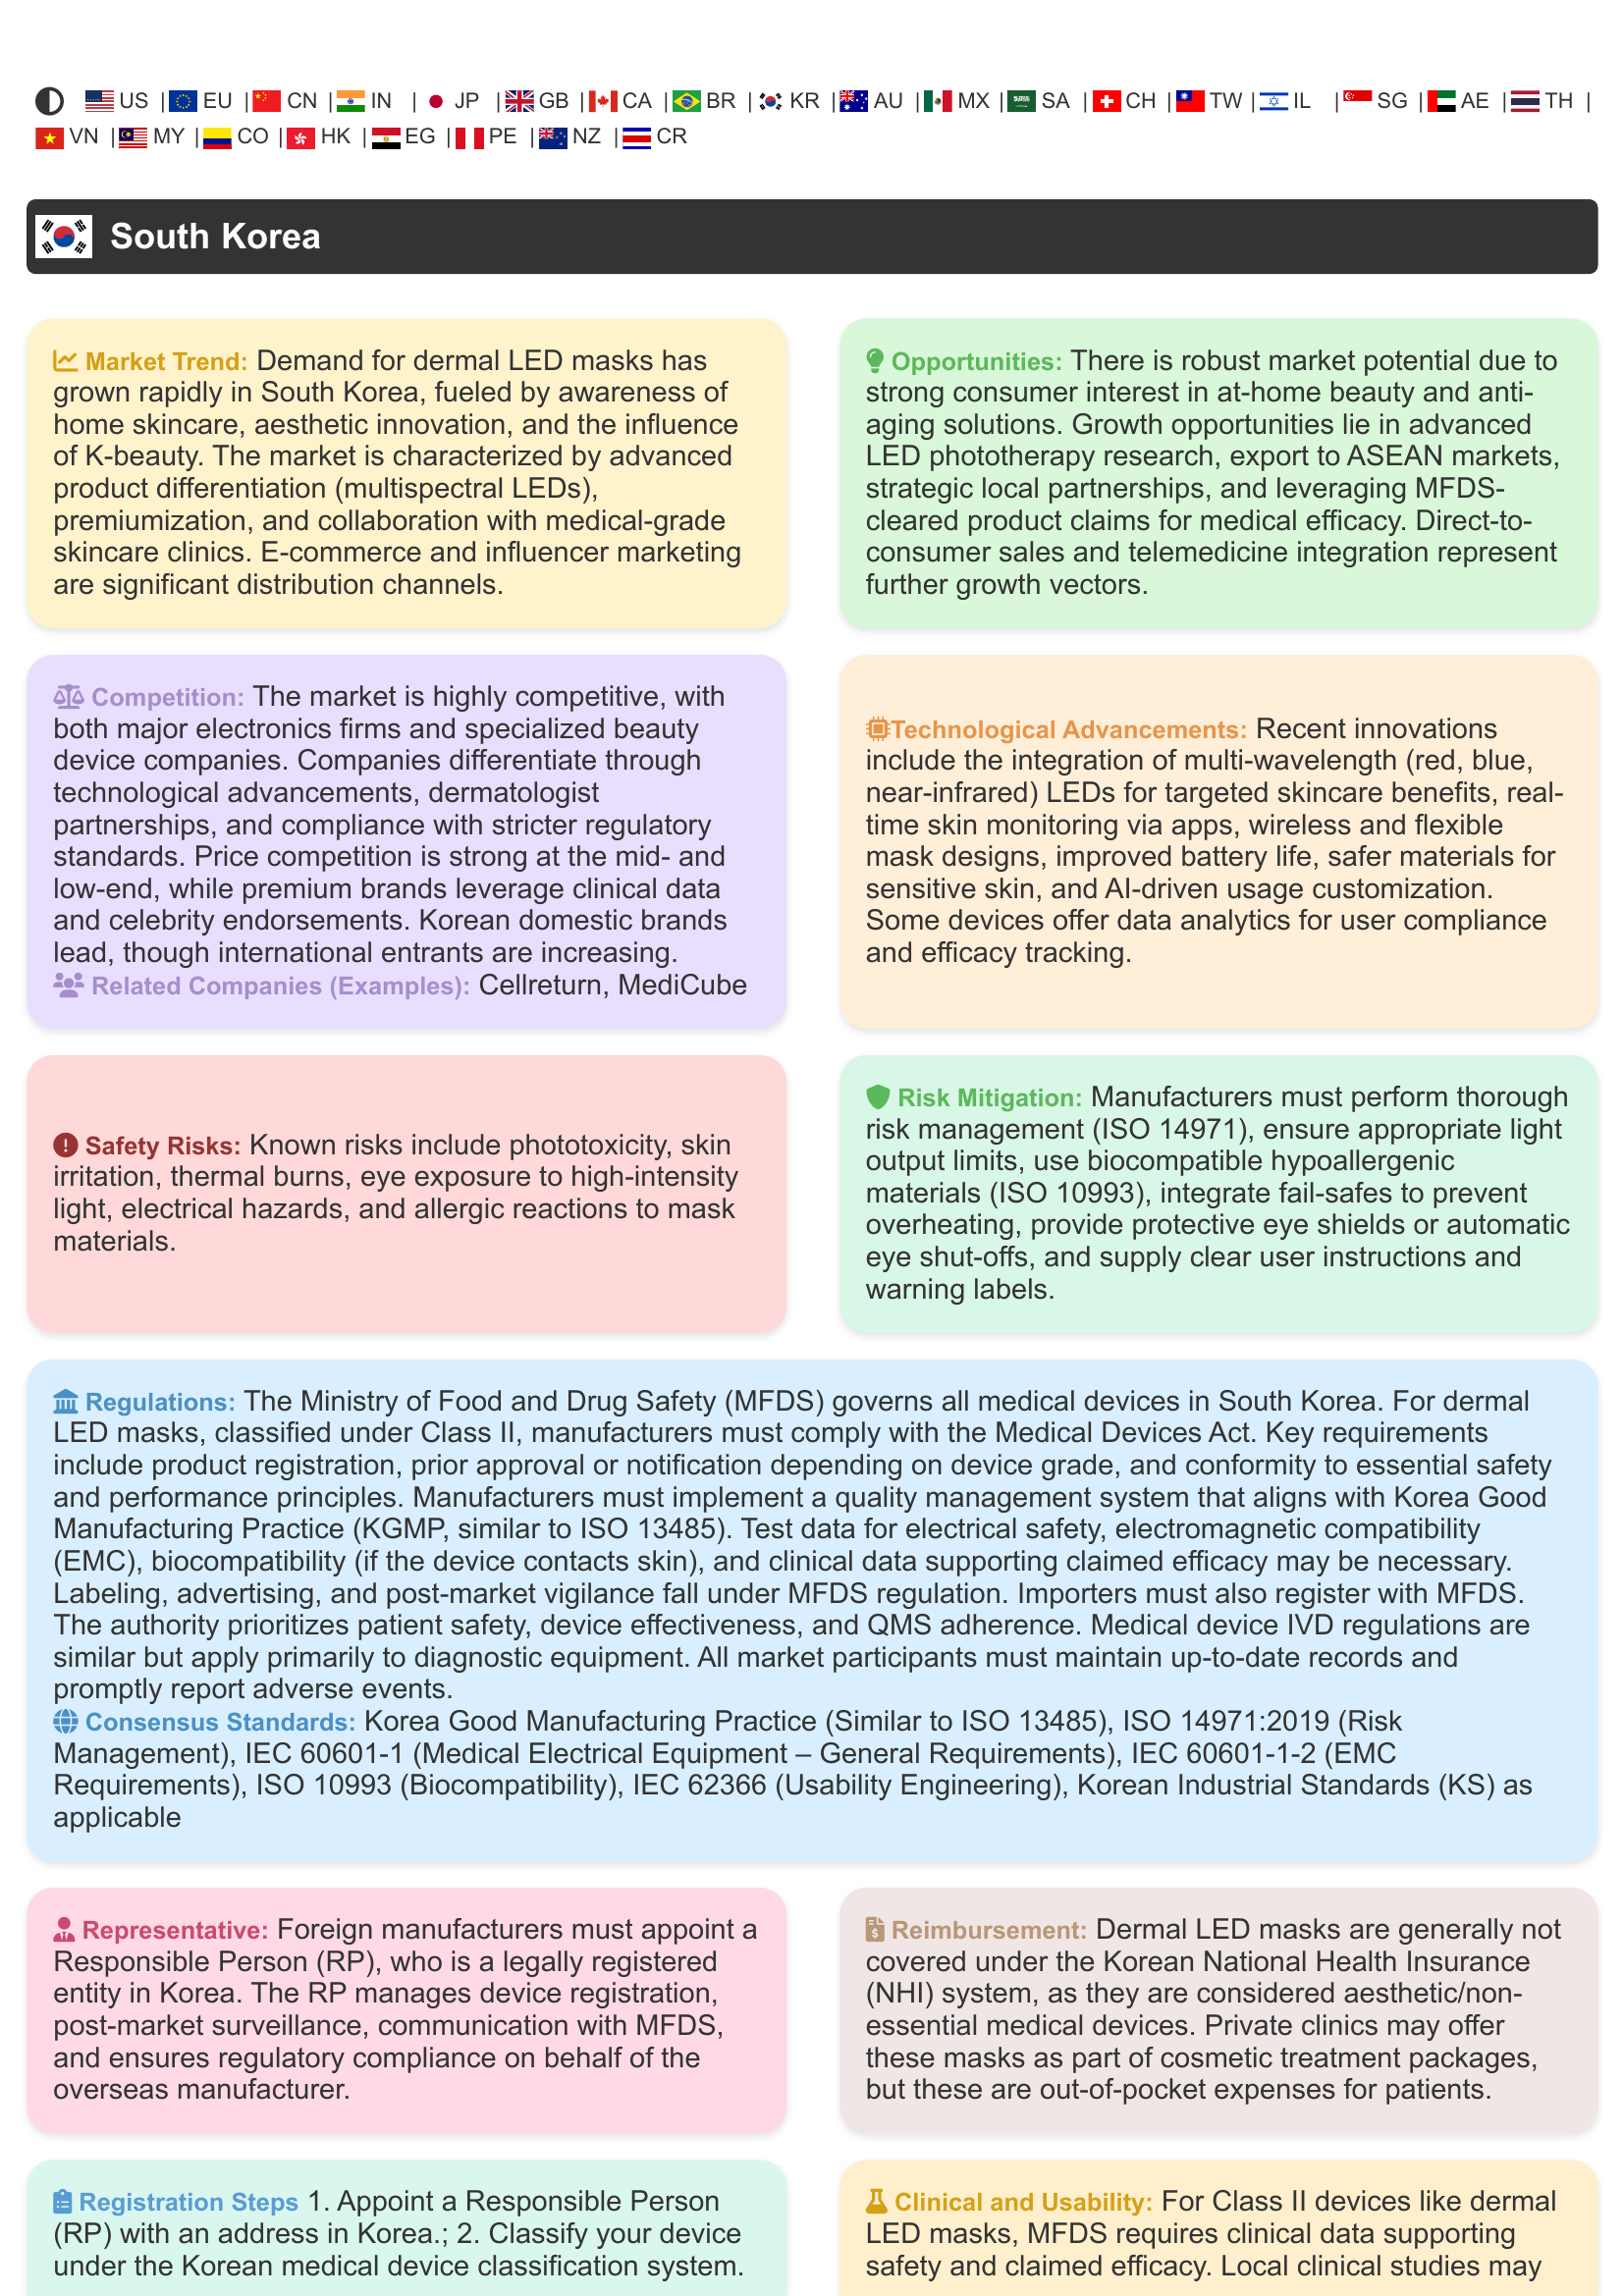 US | EU | CN | IN | JP | GB | CA | BR | KR | AU | MX | SA | CH | TW | IL | SG | AE | TH |
VN | MY | CO | HK | EG | PE | NZ | CR
South Korea
Market Trend: Demand for dermal LED masks has
grown rapidly in South Korea, fueled by awareness of
home skincare, aesthetic innovation, and the influence
of K-beauty. The market is characterized by advanced
product differentiation (multispectral LEDs),
premiumization, and collaboration with medical-grade
skincare clinics. E-commerce and influencer marketing
are significant distribution channels.
Opportunities: There is robust market potential due to
strong consumer interest in at-home beauty and anti-
aging solutions. Growth opportunities lie in advanced
LED phototherapy research, export to ASEAN markets,
strategic local partnerships, and leveraging MFDS-
cleared product claims for medical efficacy. Direct-to-
consumer sales and telemedicine integration represent
further growth vectors.
Competition: The market is highly competitive, with
both major electronics firms and specialized beauty
device companies. Companies differentiate through
technological advancements, dermatologist
partnerships, and compliance with stricter regulatory
standards. Price competition is strong at the mid- and
low-end, while premium brands leverage clinical data
and celebrity endorsements. Korean domestic brands
lead, though international entrants are increasing.
Related Companies (Examples): Cellreturn, MediCube
Technological Advancements: Recent innovations
include the integration of multi-wavelength (red, blue,
near-infrared) LEDs for targeted skincare benefits, real-
time skin monitoring via apps, wireless and flexible
mask designs, improved battery life, safer materials for
sensitive skin, and AI-driven usage customization.
Some devices offer data analytics for user compliance
and efficacy tracking.
Safety Risks: Known risks include phototoxicity, skin
irritation, thermal burns, eye exposure to high-intensity
light, electrical hazards, and allergic reactions to mask
materials.
Risk Mitigation: Manufacturers must perform thorough
risk management (ISO 14971), ensure appropriate light
output limits, use biocompatible hypoallergenic
materials (ISO 10993), integrate fail-safes to prevent
overheating, provide protective eye shields or automatic
eye shut-offs, and supply clear user instructions and
warning labels.
Regulations: The Ministry of Food and Drug Safety (MFDS) governs all medical devices in South Korea. For dermal
LED masks, classified under Class II, manufacturers must comply with the Medical Devices Act. Key requirements
include product registration, prior approval or notification depending on device grade, and conformity to essential safety
and performance principles. Manufacturers must implement a quality management system that aligns with Korea Good
Manufacturing Practice (KGMP, similar to ISO 13485). Test data for electrical safety, electromagnetic compatibility
(EMC), biocompatibility (if the device contacts skin), and clinical data supporting claimed efficacy may be necessary.
Labeling, advertising, and post-market vigilance fall under MFDS regulation. Importers must also register with MFDS.
The authority prioritizes patient safety, device effectiveness, and QMS adherence. Medical device IVD regulations are
similar but apply primarily to diagnostic equipment. All market participants must maintain up-to-date records and
promptly report adverse events.
Consensus Standards: Korea Good Manufacturing Practice (Similar to ISO 13485), ISO 14971:2019 (Risk
Management), IEC 60601-1 (Medical Electrical Equipment – General Requirements), IEC 60601-1-2 (EMC
Requirements), ISO 10993 (Biocompatibility), IEC 62366 (Usability Engineering), Korean Industrial Standards (KS) as
applicable
Representative: Foreign manufacturers must appoint a
Responsible Person (RP), who is a legally registered
entity in Korea. The RP manages device registration,
post-market surveillance, communication with MFDS,
and ensures regulatory compliance on behalf of the
overseas manufacturer.
Reimbursement: Dermal LED masks are generally not
covered under the Korean National Health Insurance
(NHI) system, as they are considered aesthetic/non-
essential medical devices. Private clinics may offer
these masks as part of cosmetic treatment packages,
but these are out-of-pocket expenses for patients.
Registration Steps 1. Appoint a Responsible Person
(RP) with an address in Korea.; 2. Classify your device
under the Korean medical device classification system.
Clinical and Usability: For Class II devices like dermal
LED masks, MFDS requires clinical data supporting
safety and claimed efficacy. Local clinical studies may